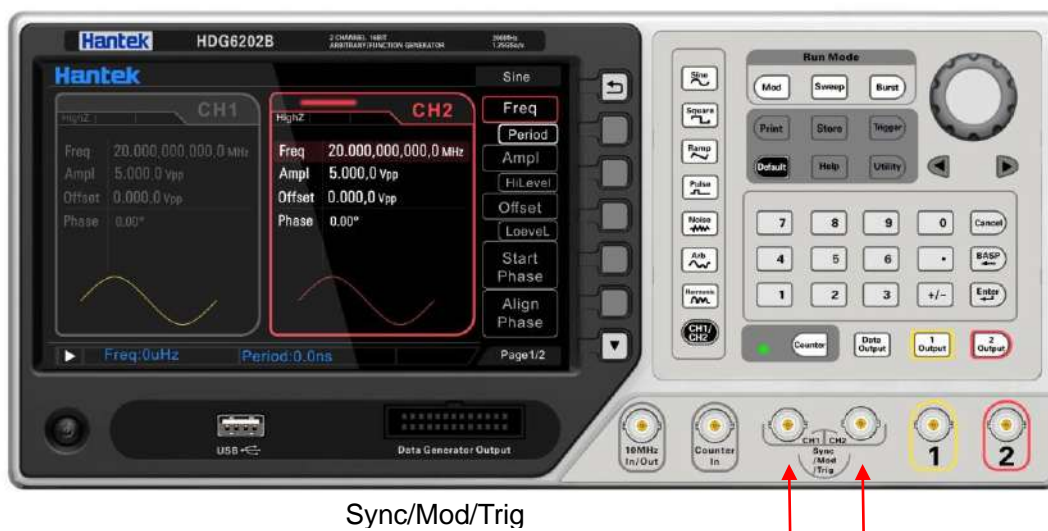 Hantek HDG6202B 2 CHANNEL 16BIT
ARBITRARY/FUNCTION GENERATOR
Hantek
Sine
CH1
CH2
HighZ
HighZ
Freq 20.000,000,000,0 MHz
Ampl 5.000,0 Vpp
Offset 0.000,0 Vpp
Phase 0.00°
Freq 20.000,000,000,0 MHz
Ampl 5.000,0 Vpp
Offset 0.000,0 Vpp
Phase 0.00°
Freq
Period
Ampl
HiLevel
Offset
LoeveL
Start
Phase
Align
Phase
Freq:0uHz Period:0.0ns Page1/2
Sine
Square
Ramp
Pulse
Noise
Arb
Harmonic
CH1/
CH2
Run Mode
Mod Sweep Burst
Print Store Trigger
Default Help Utility
7 8 9 0 Cancel
4 5 6 . BASP
1 2 3 +/- Enter
Counter
Data
Output
1
Output
2
Output
USB
Data Generator Output
10MHz
In/Out
Counter
In
CH1 CH2
Sync
/Mod
/Trig
1
2
Sync/Mod/Trig